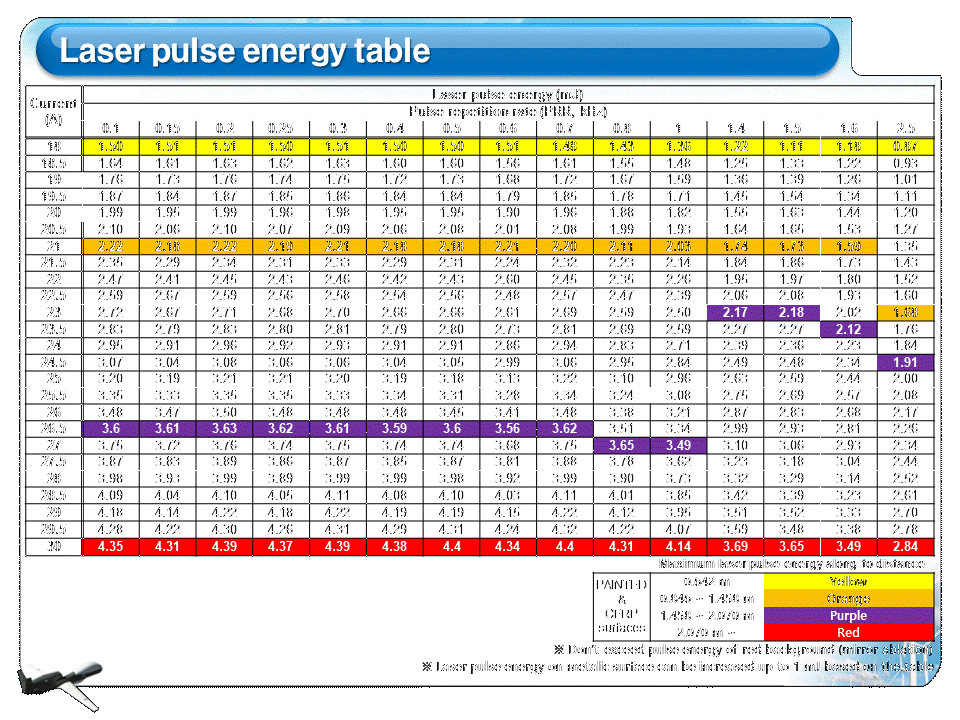 Laser pulse energy table
Current (A) Laser pulse energy (mJ)
Pulse repetition rate (PRR, kHz)
0.1 0.15 0.2 0.25 0.3 0.4 0.5 0.6 0.7 0.8 1 1.4 1.5 1.6 2.5
18 1.50 1.51 1.51 1.50 1.51 1.50 1.50 1.51 1.48 1.43 1.36 1.22 1.11 1.18 0.87
18.5 1.64 1.61 1.63 1.62 1.63 1.60 1.60 1.56 1.61 1.55 1.48 1.25 1.33 1.22 0.93
19 1.76 1.73 1.76 1.74 1.75 1.72 1.73 1.68 1.72 1.67 1.59 1.36 1.39 1.26 1.01
19.5 1.87 1.84 1.87 1.85 1.86 1.84 1.84 1.79 1.85 1.78 1.71 1.45 1.54 1.34 1.11
20 1.99 1.95 1.99 1.96 1.98 1.95 1.95 1.90 1.96 1.88 1.82 1.55 1.63 1.44 1.20
20.5 2.10 2.06 2.10 2.07 2.09 2.06 2.08 2.01 2.08 1.99 1.93 1.64 1.65 1.53 1.27
21 2.22 2.18 2.22 2.19 2.21 2.18 2.18 2.21 2.20 2.11 2.03 1.74 1.73 1.59 1.35
21.5 2.35 2.29 2.34 2.31 2.33 2.29 2.31 2.24 2.32 2.23 2.14 1.84 1.86 1.73 1.43
22 2.47 2.41 2.45 2.43 2.46 2.42 2.43 2.60 2.45 2.35 2.26 1.95 1.97 1.80 1.52
22.5 2.59 2.67 2.59 2.56 2.58 2.54 2.56 2.48 2.57 2.47 2.39 2.06 2.08 1.93 1.60
23 2.72 2.67 2.71 2.68 2.70 2.66 2.66 2.61 2.69 2.59 2.50 2.17 2.18 2.02 1.68
23.5 2.83 2.79 2.83 2.80 2.81 2.79 2.80 2.73 2.81 2.69 2.59 2.27 2.27 2.12 1.76
24 2.95 2.91 2.96 2.92 2.93 2.91 2.91 2.86 2.94 2.83 2.71 2.39 2.36 2.23 1.84
24.5 3.07 3.04 3.08 3.06 3.06 3.04 3.05 2.99 3.06 2.95 2.84 2.49 2.48 2.34 1.91
25 3.20 3.19 3.21 3.21 3.20 3.19 3.18 3.13 3.22 3.10 2.96 2.63 2.59 2.44 2.00
25.5 3.35 3.33 3.35 3.35 3.33 3.34 3.31 3.28 3.34 3.24 3.08 2.75 2.69 2.57 2.08
26 3.48 3.47 3.50 3.48 3.48 3.48 3.45 3.41 3.48 3.38 3.21 2.87 2.83 2.68 2.17
26.5 3.6 3.61 3.63 3.62 3.61 3.59 3.6 3.56 3.62 3.51 3.34 2.99 2.93 2.81 2.26
27 3.75 3.72 3.76 3.74 3.75 3.74 3.74 3.68 3.75 3.65 3.49 3.10 3.06 2.93 2.34
27.5 3.87 3.83 3.89 3.86 3.87 3.85 3.87 3.81 3.88 3.78 3.62 3.23 3.18 3.04 2.44
28 3.98 3.93 3.99 3.89 3.99 3.99 3.98 3.92 3.99 3.90 3.73 3.32 3.29 3.14 2.52
28.5 4.09 4.04 4.10 4.05 4.11 4.08 4.10 4.03 4.11 4.01 3.85 3.42 3.39 3.23 2.61
29 4.18 4.14 4.22 4.18 4.22 4.19 4.19 4.15 4.22 4.12 3.95 3.51 3.52 3.33 2.70
29.5 4.28 4.22 4.30 4.26 4.31 4.29 4.31 4.24 4.32 4.22 4.07 3.59 3.48 3.38 2.78
30 4.35 4.31 4.39 4.37 4.39 4.38 4.4 4.34 4.4 4.31 4.14 3.69 3.65 3.49 2.84
Maximum laser pulse energy along to distance
PAINTED & CFRP surfaces
Yellow
Orange
1.459 ~ 2.070 m Purple
2.070 m ~ Red
※ Don't exceed pulse energy of red background (mirror ablation)
※ Laser pulse energy on metalic surface can be increased up to 1 mJ based on the table